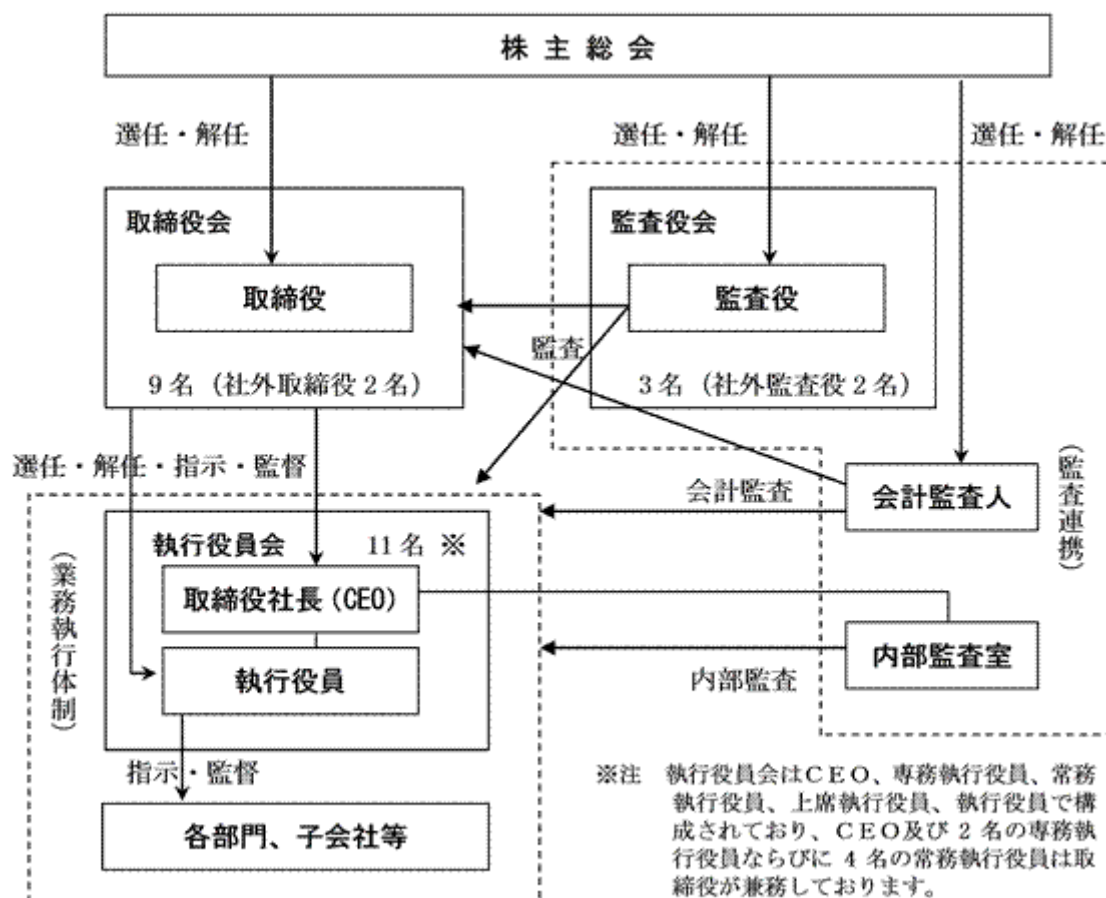 株主総会
選任・解任
選任・解任
選任・解任
取締役会
取締役
9名（社外取締役2名）
監査役会
監査役
3名（社外監査役2名）
監査
選任・解任・指示・監督
会計監査
会計監査人
（監査連携）
（業務執行体制）
執行役員会 11名 ※
取締役社長（CEO）
執行役員
内部監査室
内部監査
指示・監督
各部門、子会社等
※注 執行役員会はＣＥＯ、専務執行役員、常務
執行役員、上席執行役員、執行役員で構
成されており、ＣＥＯ及び 2 名の専務執
行役員ならびに 4 名の常務執行役員は取
締役が兼務しております。